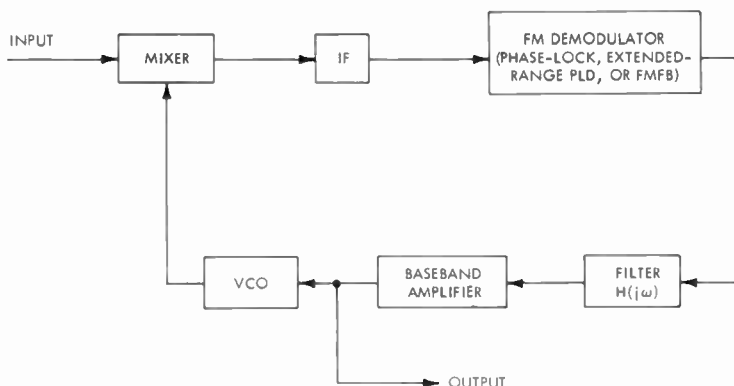 INPUT
MIXER
IF
FM DEMODULATOR
(PHASE-LOCK, EXTENDED-
RANGE PLD, OR FMFB)
VCO
BASEBAND
AMPLIFIER
FILTER
H(jω)
OUTPUT